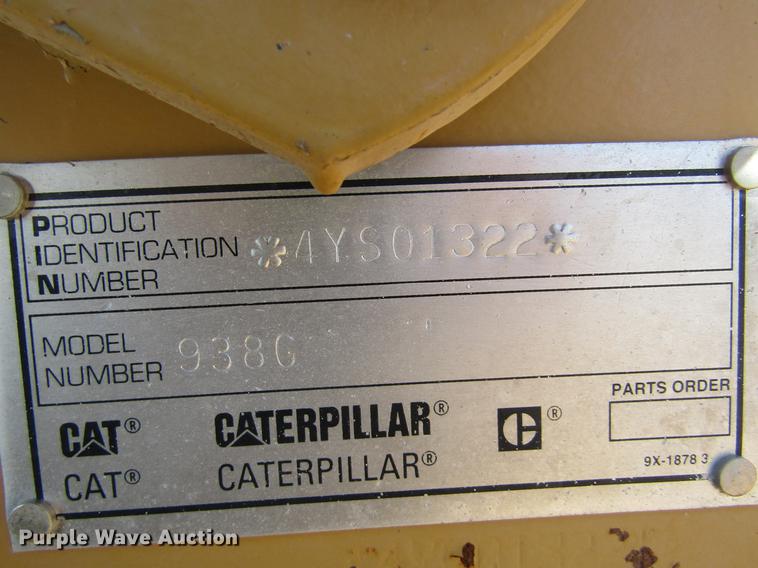 PRODUCT
IDENTIFICATION *4YS01322*
NUMBER
MODEL
NUMBER 938G
PARTS ORDER
CAT® CATERPILLAR® C®
CAT® CATERPILLAR®
9X-1878 3
Purple Wave Auction